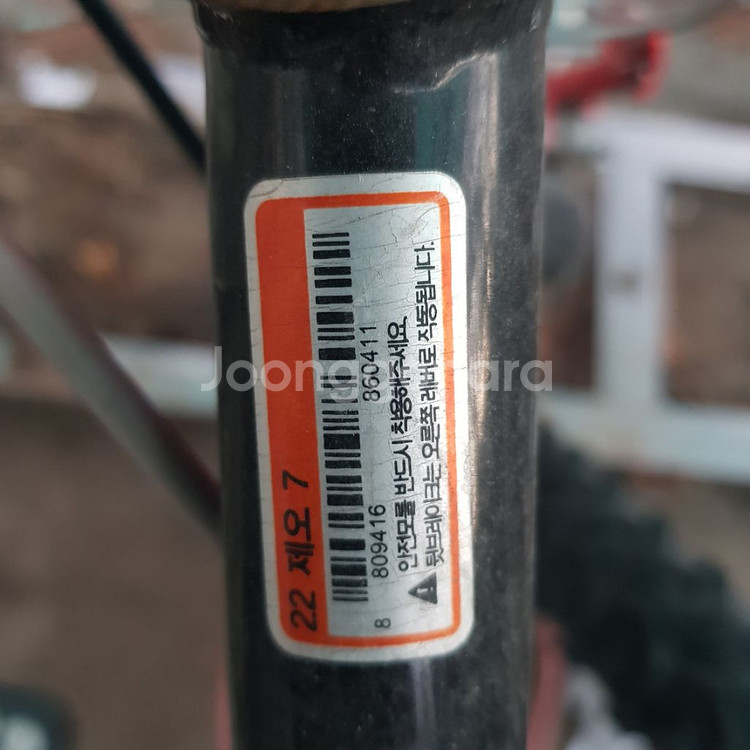 22 제오 7
8 809416 860411
안전모를 반드시 착용해주세요
뒷브레이크는 오른쪽 레버로 작동됩니다.
Joonggonara